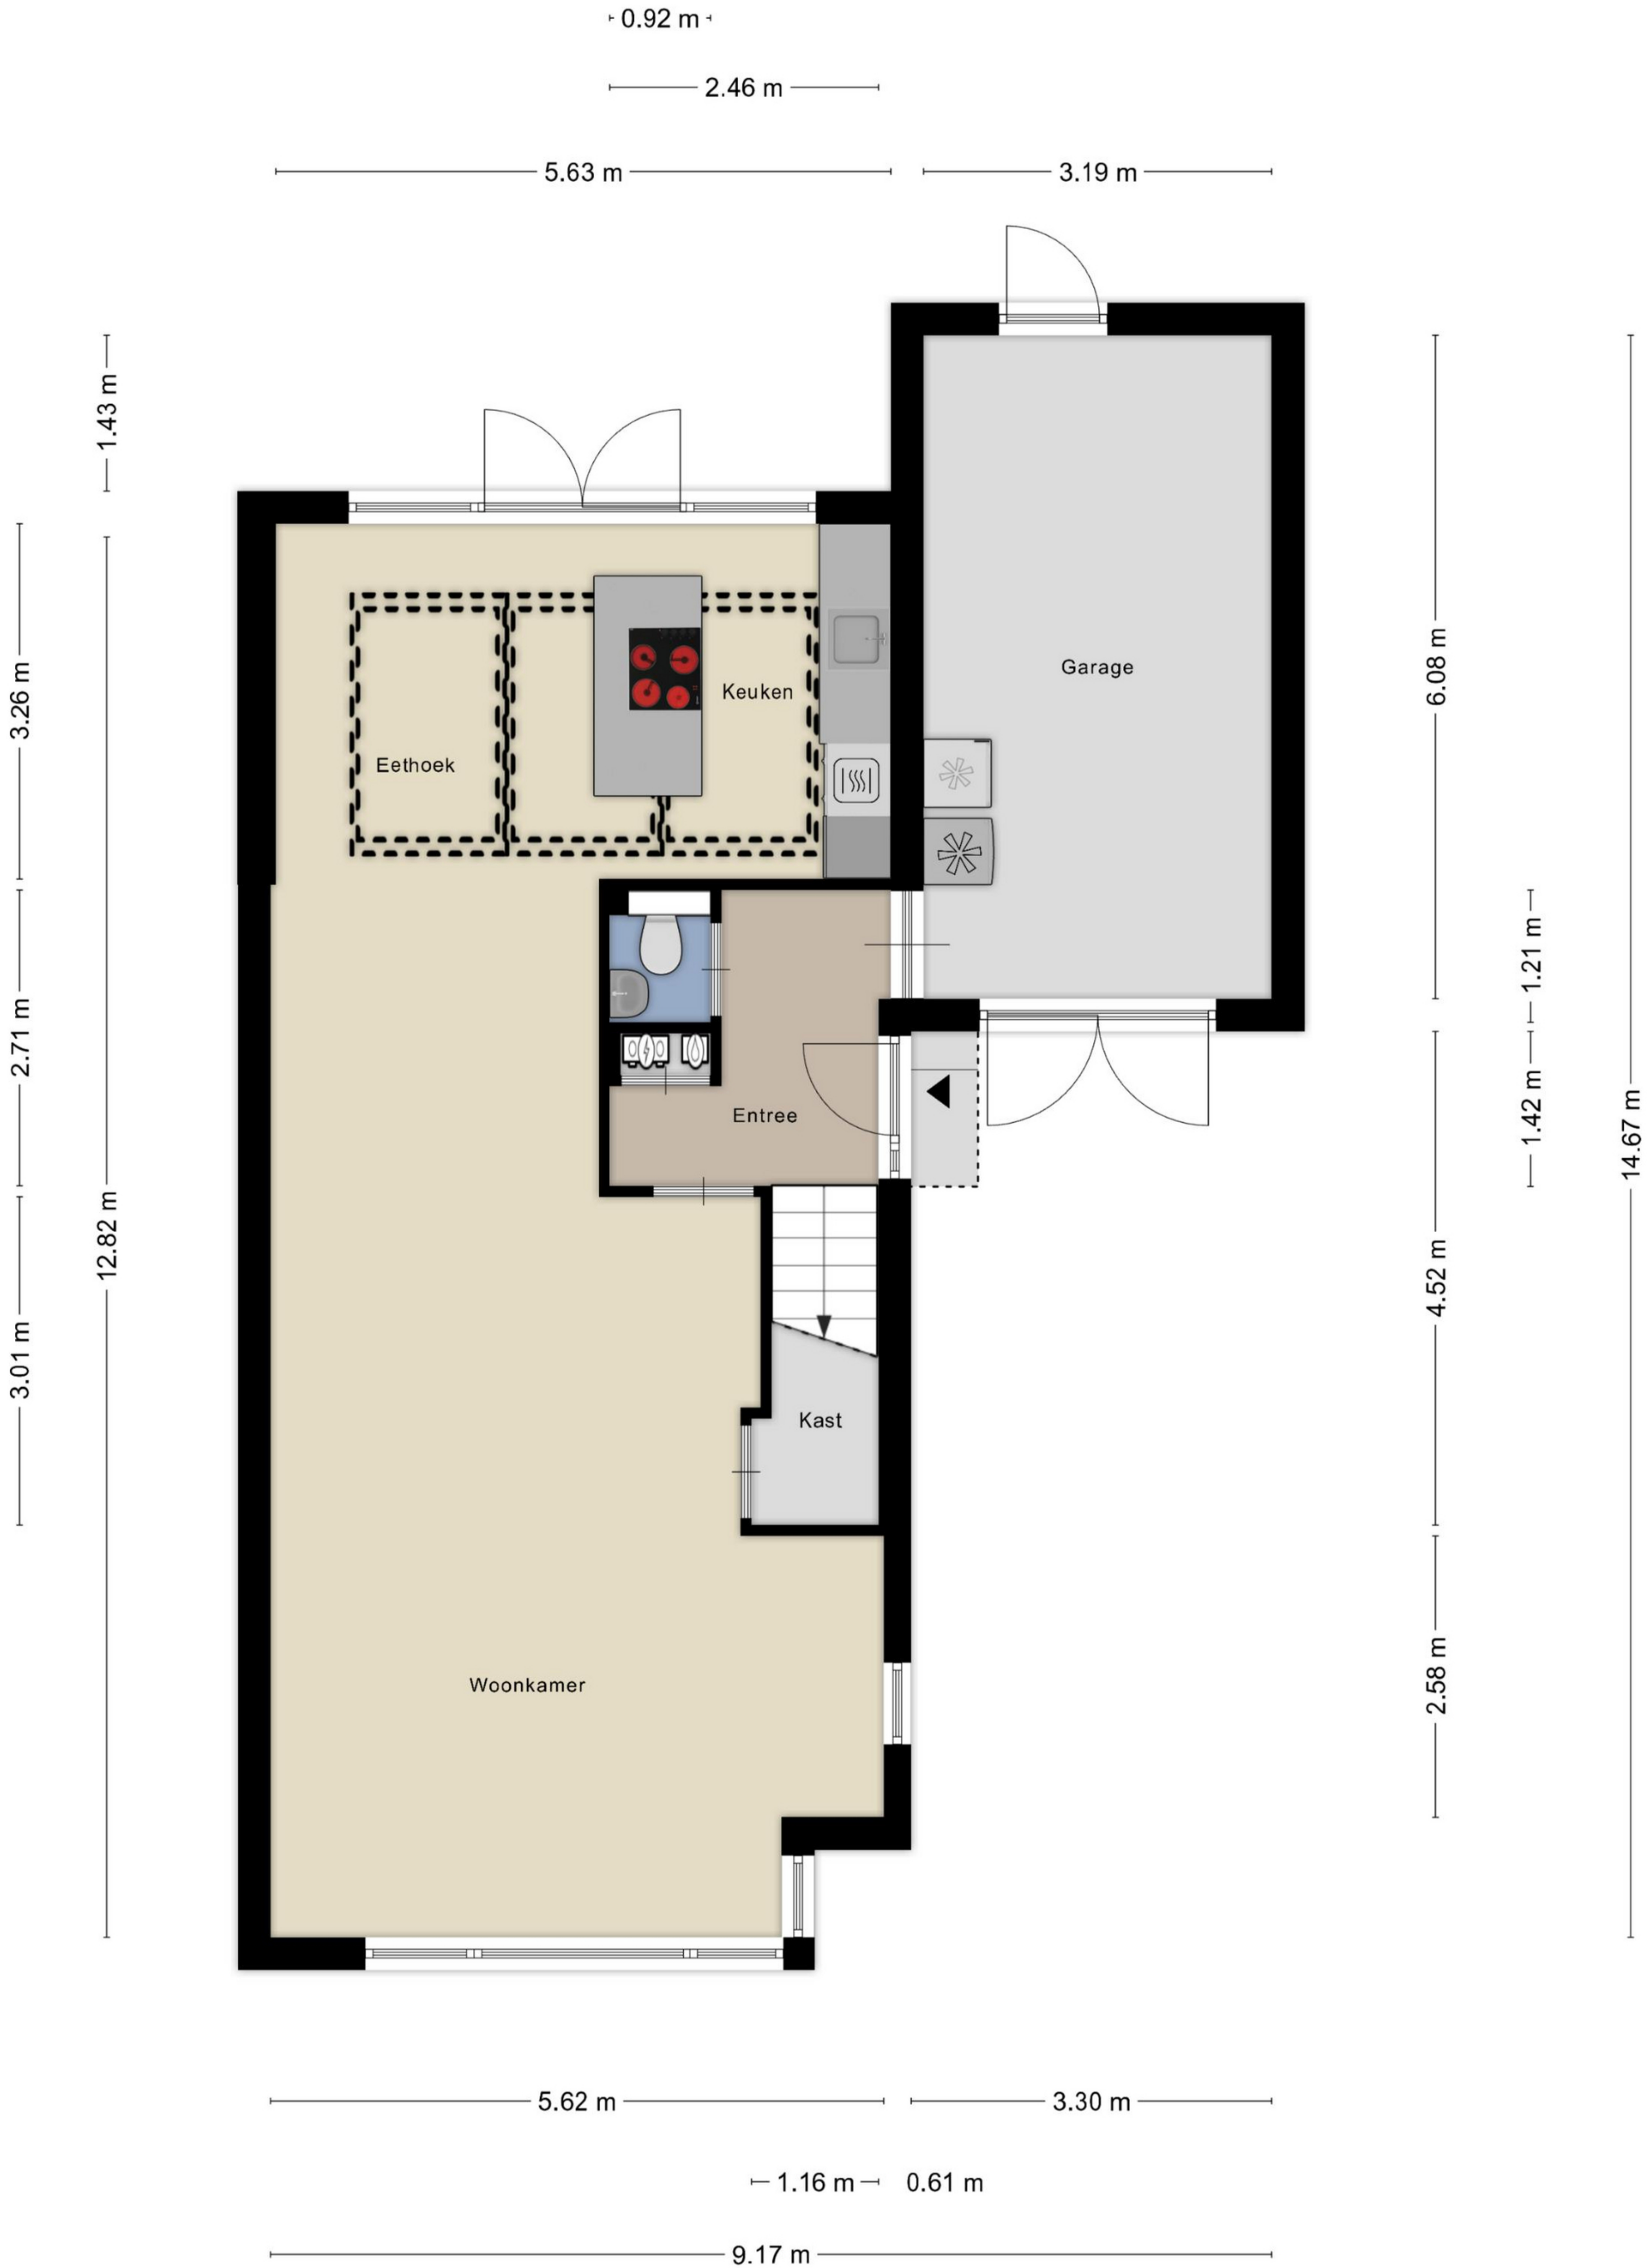 0.92 m
2.46 m
5.63 m
3.19 m
1.43 m
3.26 m
Keuken
Garage
6.08 m
Eethoek
1.21 m
2.71 m
12.82 m
Entree
1.42 m
14.67 m
4.52 m
3.01 m
Kast
Woonkamer
2.58 m
5.62 m
3.30 m
1.16 m
0.61 m
9.17 m